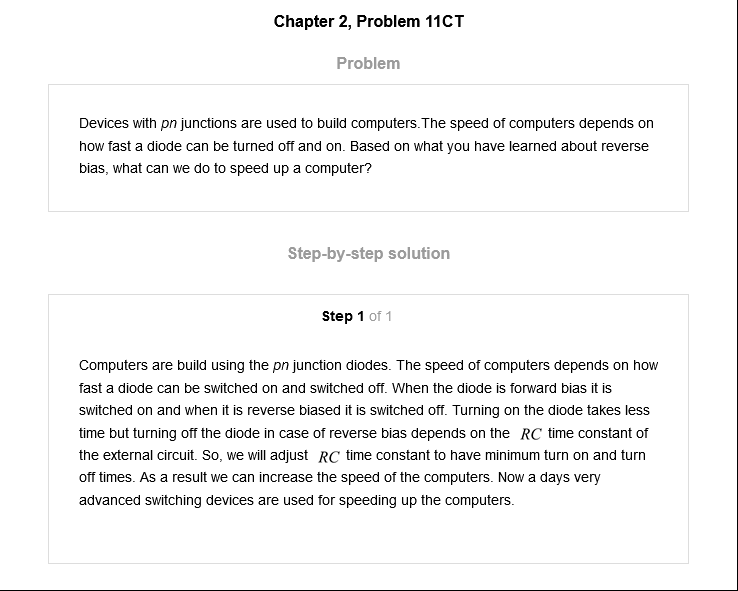 Chapter 2, Problem 11CT
Problem
Devices with pn junctions are used to build computers.The speed of computers depends on
how fast a diode can be turned off and on. Based on what you have learned about reverse
bias, what can we do to speed up a computer?
Step-by-step solution
Step 1 of 1
Computers are build using the pn junction diodes. The speed of computers depends on how
fast a diode can be switched on and switched off. When the diode is forward bias it is
switched on and when it is reverse biased it is switched off. Turning on the diode takes less
time but turning off the diode in case of reverse bias depends on the RC time constant of
the external circuit. So, we will adjust RC time constant to have minimum turn on and turn
off times. As a result we can increase the speed of the computers. Now a days very
advanced switching devices are used for speeding up the computers.